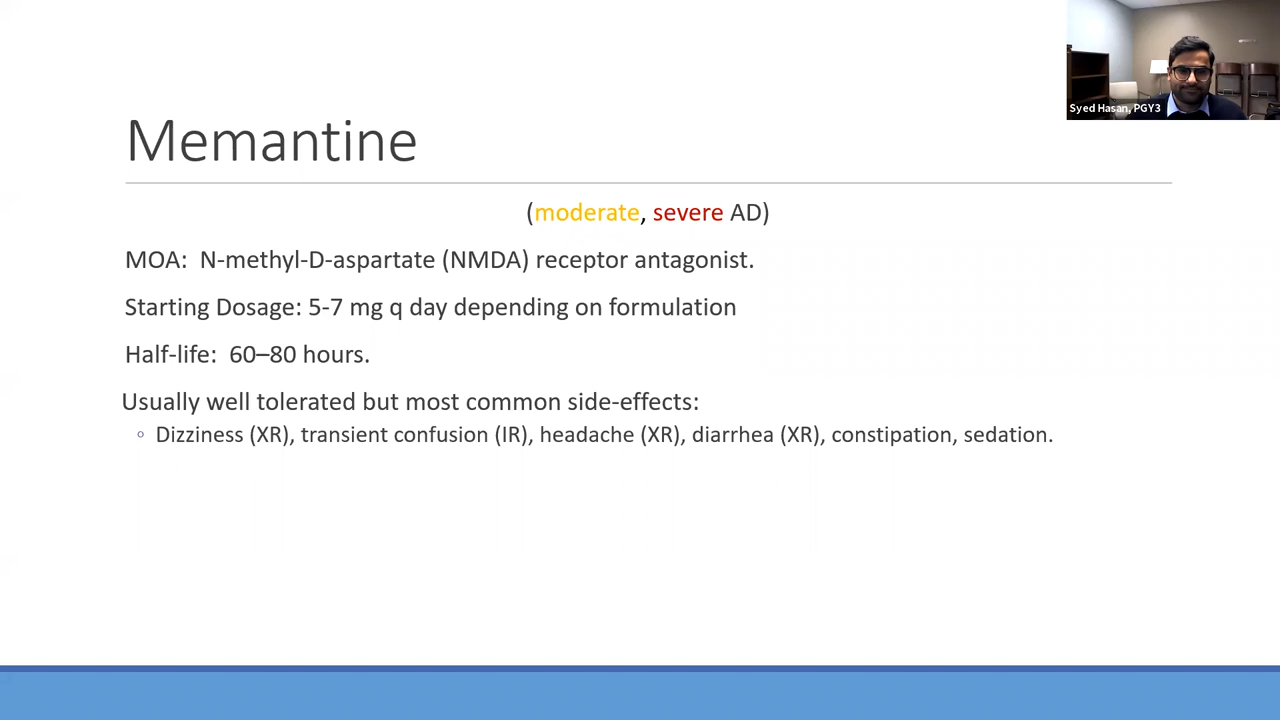 Syed Hasan, PGY3
Memantine
(moderate, severe AD)
MOA:  N-methyl-D-aspartate (NMDA) receptor antagonist.
Starting Dosage: 5-7 mg q day depending on formulation
Half-life:  60–80 hours.
Usually well tolerated but most common side-effects:
◦ Dizziness (XR), transient confusion (IR), headache (XR), diarrhea (XR), constipation, sedation.